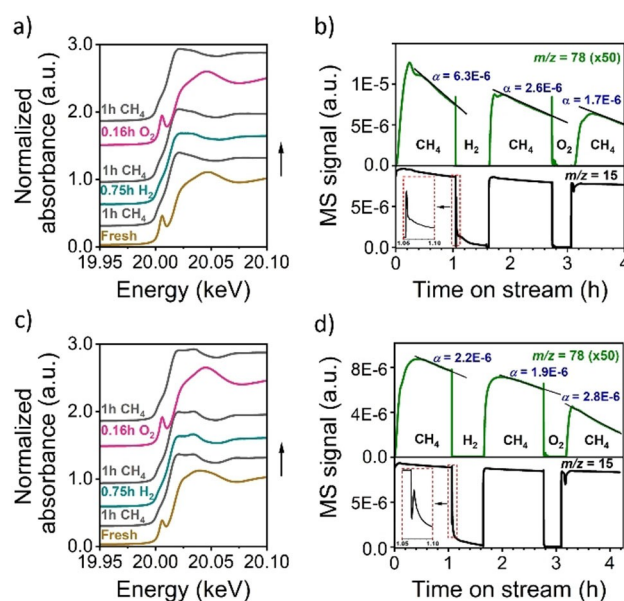 a)
Normalized absorbance (a.u.)
3.0
2.0
1.0
0.0
1h CH₄
0.16h O₂
1h CH₄
0.75h H₂
1h CH₄
Fresh
19.95 20.00 20.05 20.10
Energy (keV)
b)
MS signal (a.u.)
m/z = 78 (x50)
α = 6.3E-6
α = 2.6E-6
α = 1.7E-6
1E-5
5E-6
0.0
CH₄ H₂ CH₄ O₂ CH₄
m/z = 15
5E-6
0.0
1.06 1.10
0 1 2 3 4
Time on stream (h)
c)
Normalized absorbance (a.u.)
3.0
2.0
1.0
0.0
1h CH₄
0.16h O₂
1h CH₄
0.75h H₂
1h CH₄
Fresh
19.95 20.00 20.05 20.10
Energy (keV)
d)
MS signal (a.u.)
m/z = 78 (x50)
α = 2.2E-6
α = 1.9E-6
α = 2.8E-6
8E-6
4E-6
0.0
CH₄ H₂ CH₄ O₂ CH₄
m/z = 15
5E-6
0.0
1.05 1.10
0 1 2 3 4
Time on stream (h)